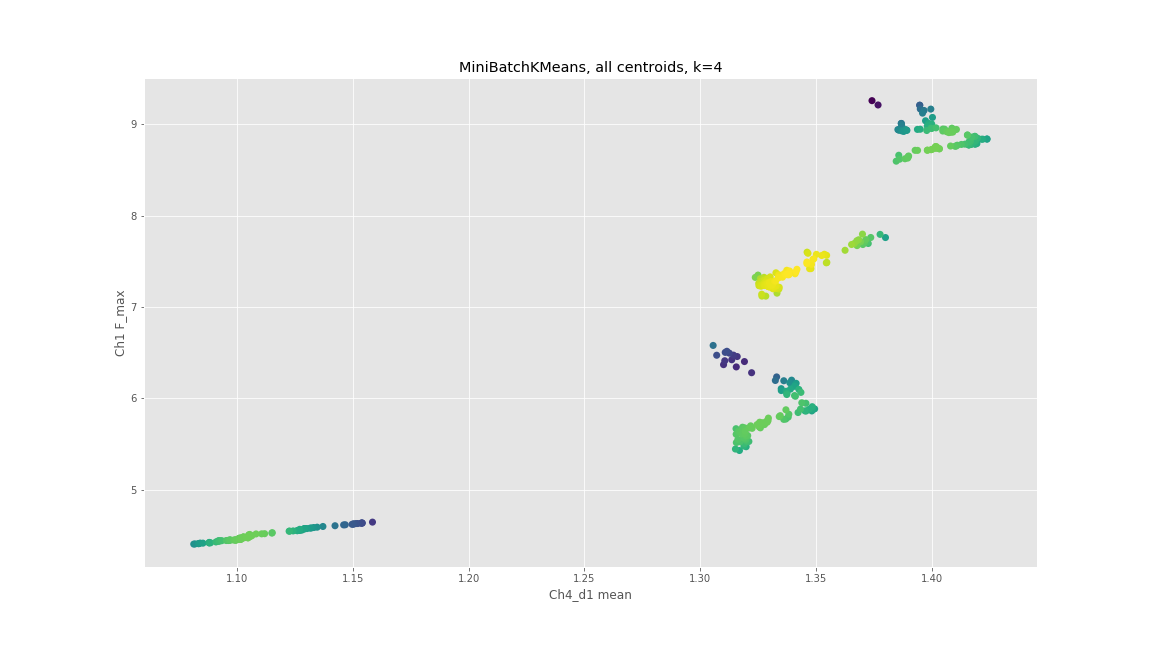 MiniBatchKMeans, all centroids, k=4
9
8
7
6
5
Ch1 F_max
1.10 1.15 1.20 1.25 1.30 1.35 1.40
Ch4_d1 mean